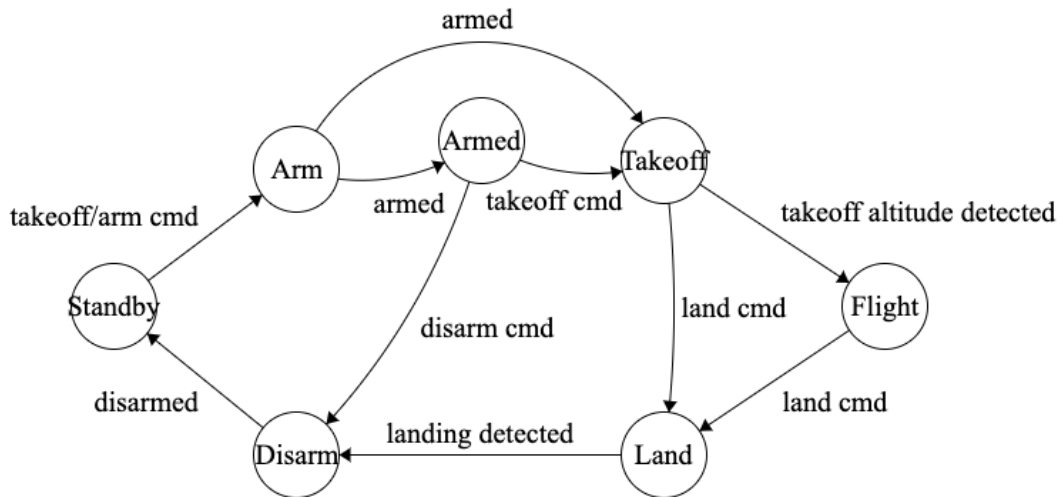 armed
Armed
Takeoff
Arm
armed
takeoff cmd
takeoff/arm cmd
takeoff altitude detected
Standby
land cmd
Flight
disarm cmd
disarmed
land cmd
landing detected
Disarm
Land